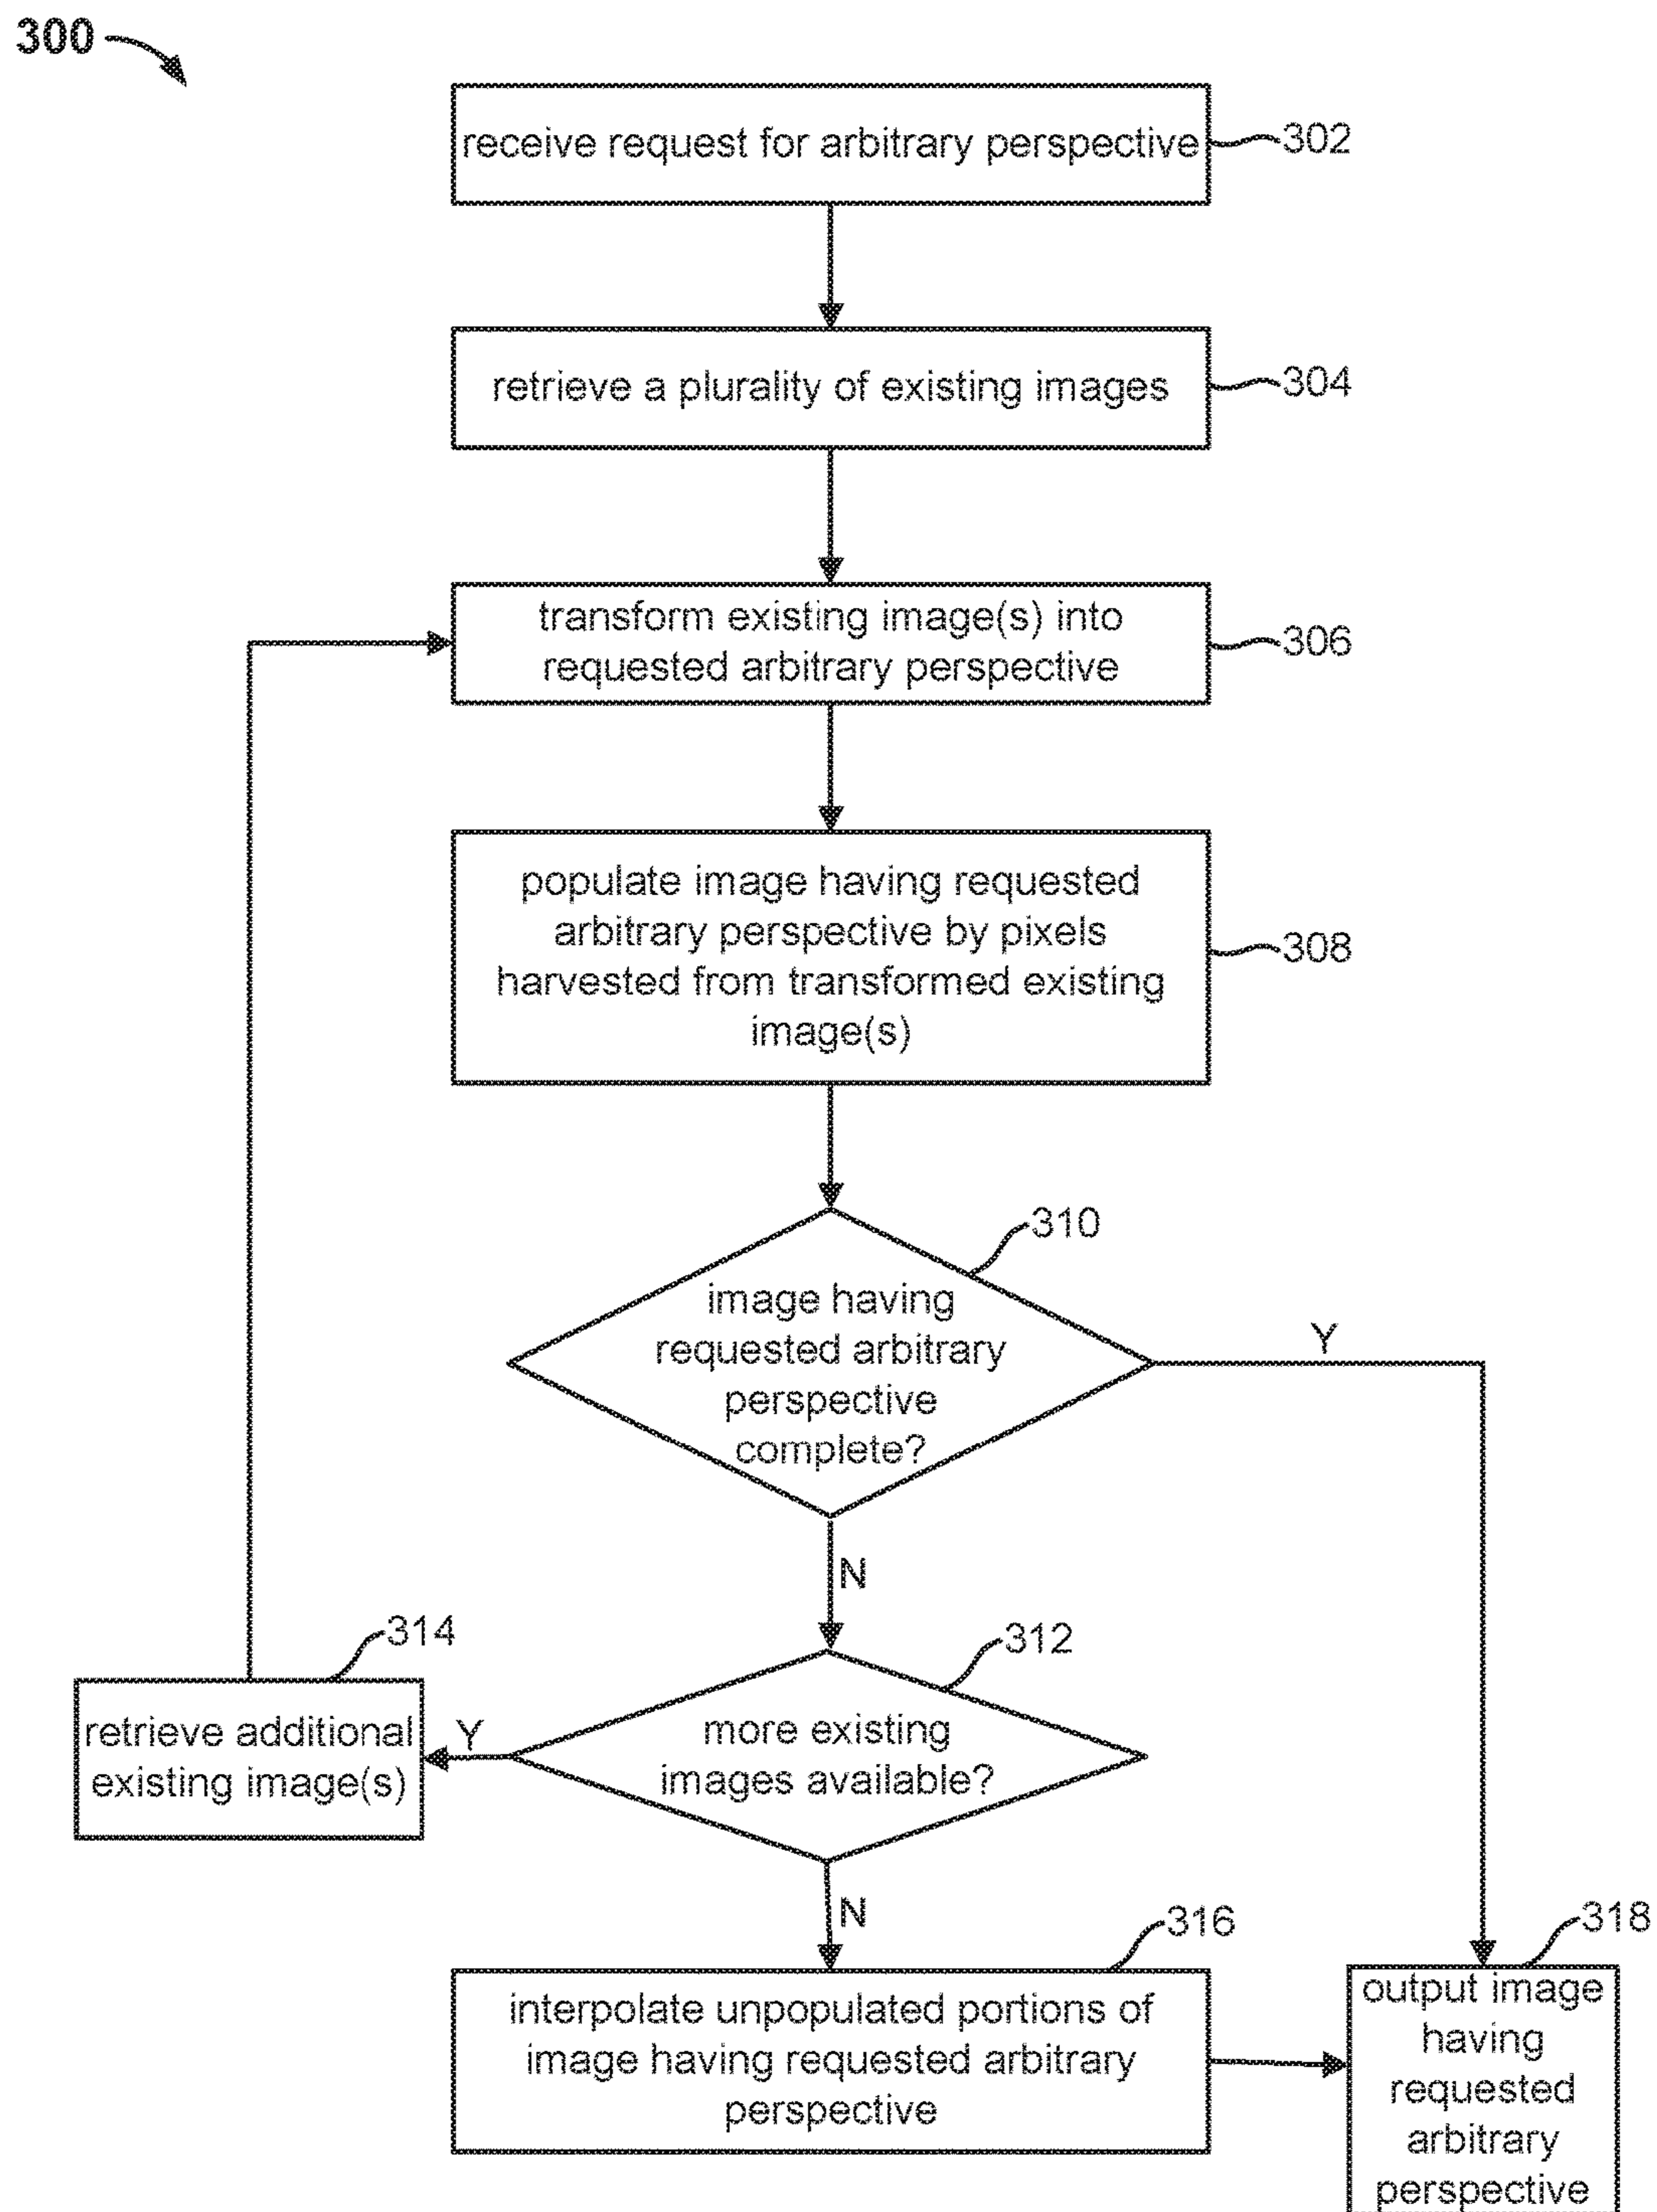 300
receive request for arbitrary perspective
302
retrieve a plurality of existing images
304
transform existing image(s) into
requested arbitrary perspective
306
populate image having requested
arbitrary perspective by pixels
harvested from transformed existing
image(s)
308
310
image having
requested arbitrary
perspective
complete?
Y
N
312
more existing
images available?
Y
314
retrieve additional
existing image(s)
N
316
interpolate unpopulated portions of
image having requested arbitrary
perspective
318
output image
having
requested
arbitrary
perspective